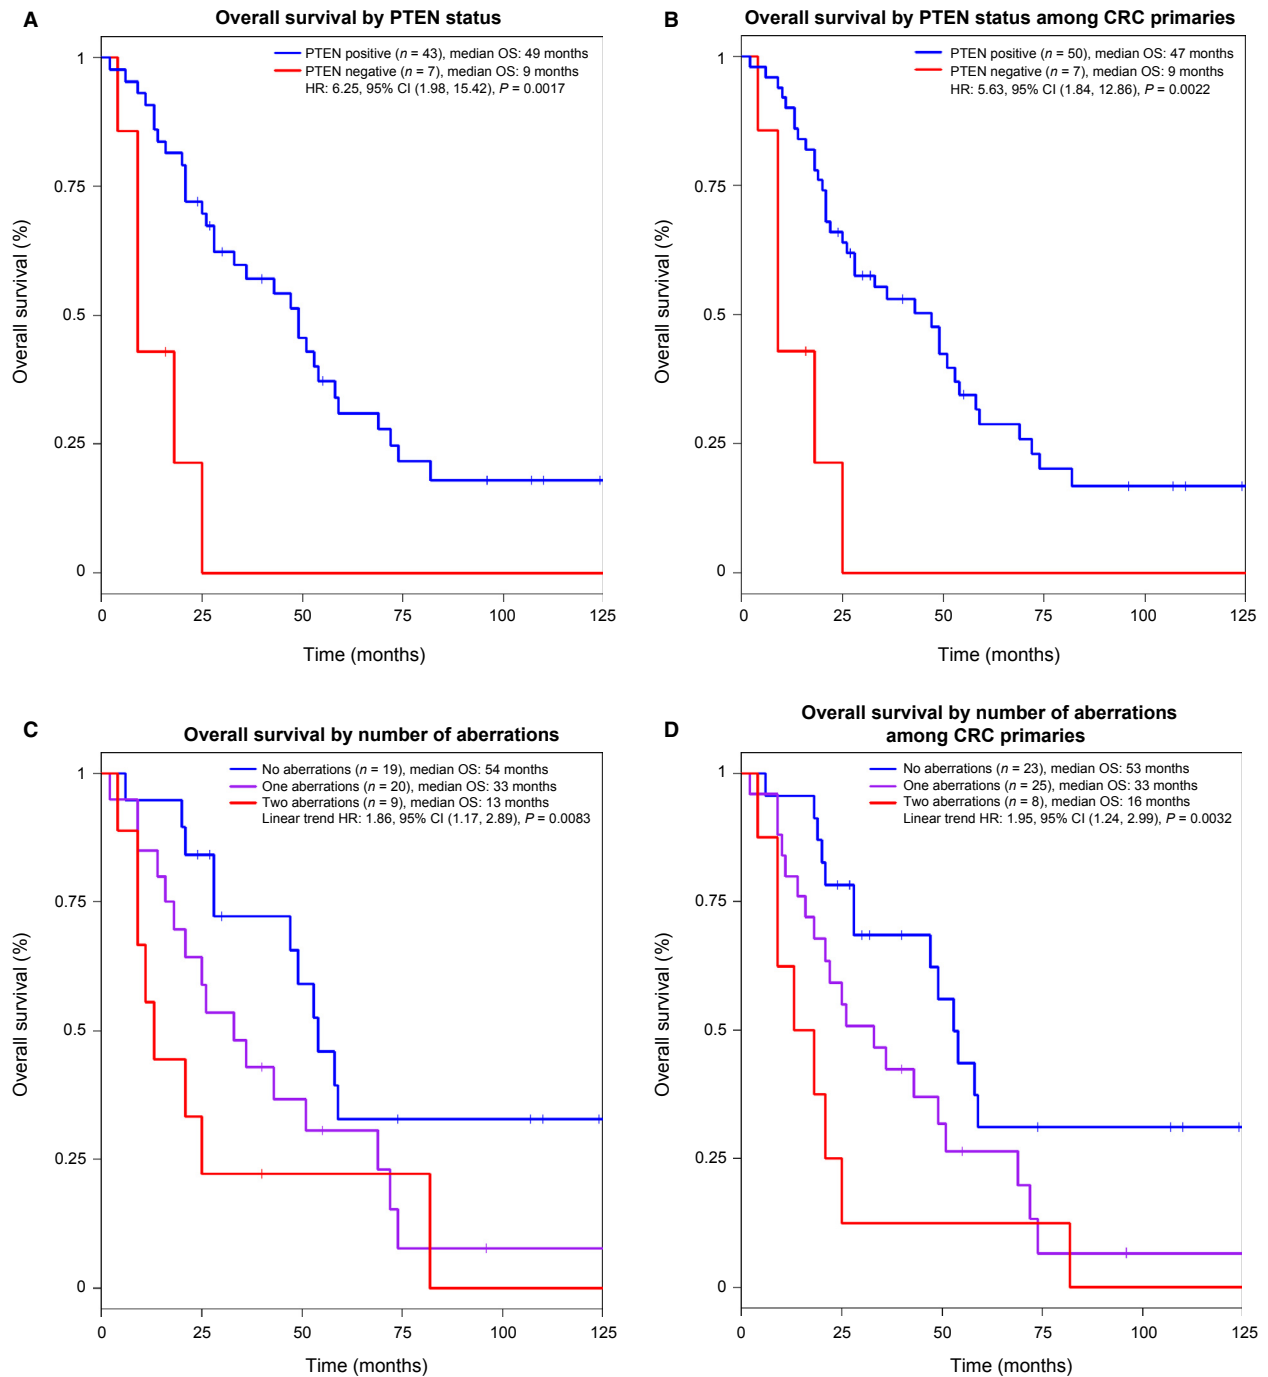 A
Overall survival by PTEN status
PTEN positive (n = 43), median OS: 49 months
PTEN negative (n = 7), median OS: 9 months
HR: 6.25, 95% CI (1.98, 15.42), P = 0.0017
Overall survival (%)
1
0.75
0.5
0.25
0
0 25 50 75 100 125
Time (months)
B
Overall survival by PTEN status among CRC primaries
PTEN positive (n = 50), median OS: 47 months
PTEN negative (n = 7), median OS: 9 months
HR: 5.63, 95% CI (1.84, 12.86), P = 0.0022
Overall survival (%)
1
0.75
0.5
0.25
0
0 25 50 75 100 125
Time (months)
C
Overall survival by number of aberrations
No aberrations (n = 19), median OS: 54 months
One aberrations (n = 20), median OS: 33 months
Two aberrations (n = 9), median OS: 13 months
Linear trend HR: 1.86, 95% CI (1.17, 2.89), P = 0.0083
Overall survival (%)
1
0.75
0.5
0.25
0
0 25 50 75 100 125
Time (months)
D
Overall survival by number of aberrations
among CRC primaries
No aberrations (n = 23), median OS: 53 months
One aberrations (n = 25), median OS: 33 months
Two aberrations (n = 8), median OS: 16 months
Linear trend HR: 1.95, 95% CI (1.24, 2.99), P = 0.0032
Overall survival (%)
1
0.75
0.5
0.25
0
0 25 50 75 100 125
Time (months)